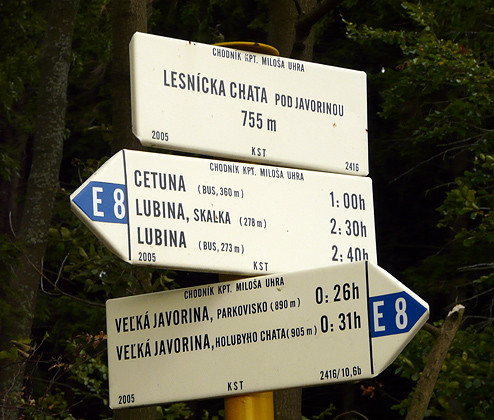 CHODNÍK KPT. MILOŠA UHRA
LESNÍCKA CHATA POD JAVORINOU
755 m
2005 KST 2416
CHODNÍK KPT. MILOŠA UHRA
E 8
CETUNA (BUS, 360 m) 1:00h
LUBINA, SKALKA (278 m) 2:30h
LUBINA (BUS, 273 m) 2:40h
2005 KST
CHODNÍK KPT. MILOŠA UHRA
VEĽKÁ JAVORINA, PARKOVISKO (890 m) 0:26h
VEĽKÁ JAVORINA, HOLUBYHO CHATA (905 m) 0:31h
E 8
2005 KST 2416/10,6b